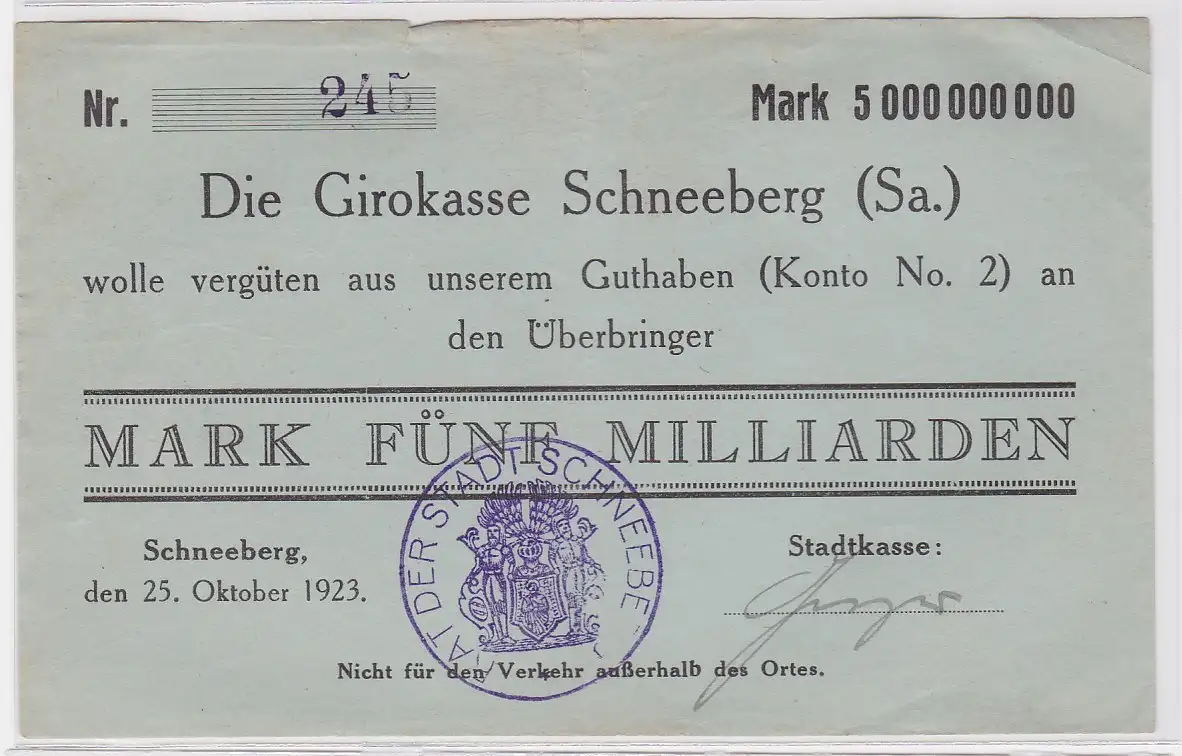 Nr. 245
Mark 5 000 000 000
Die Girokasse Schneeberg (Sa.)
wolle vergüten aus unserem Guthaben (Konto No. 2) an
den Überbringer
MARK FÜNF MILLIARDEN
AT DER STADT SCHNEEBE
Schneeberg,
den 25. Oktober 1923.
Stadtkasse:
Nicht für den Verkehr außerhalb des Ortes.